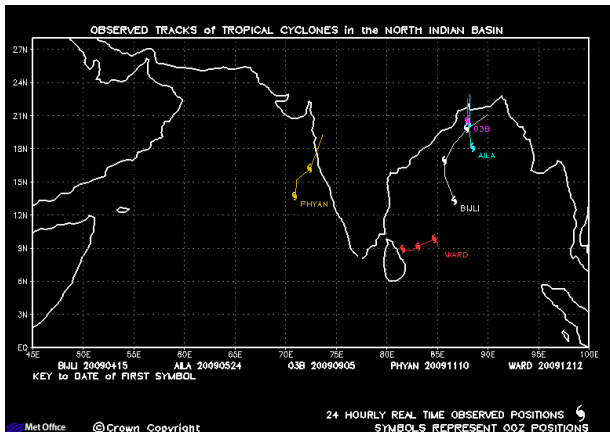 OBSERVED TRACKS of TROPICAL CYCLONES in the NORTH INDIAN BASIN
27N
24N
21N
18N
15N
12N
9N
6N
3N
EQ
03B
AILA
BIJLI
PHYAN
WARD
45E 50E 55E 60E 65E 70E 75E 80E 85E 90E 95E 100E
BIJLI 20090415 AILA 20090524 03B 20090905 PHYAN 20091110 WARD 20091212
KEY to DATE of FIRST SYMBOL
24 HOURLY REAL TIME OBSERVED POSITIONS
Met Office ©Crown Copyright SYMBOLS REPRESENT 00Z POSITIONS